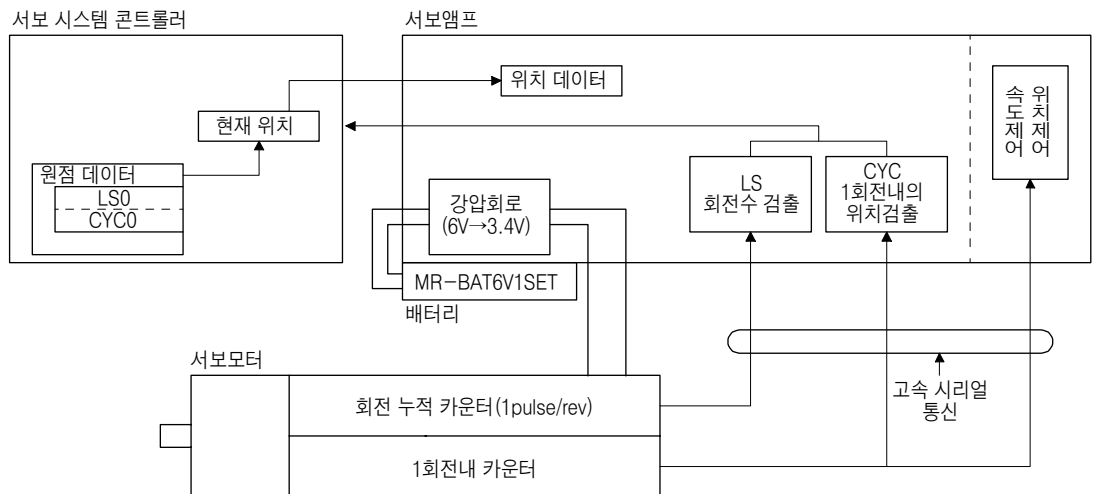 서보 시스템 콘트롤러
서보앰프
위치 데이터
현재 위치
원점 데이터
LS0
CYC0
강압회로
(6V→3.4V)
MR-BAT6V1SET
배터리
LS
회전수 검출
CYC
1회전내의
위치검출
위치제어
속도제어
서보모터
회전 누적 카운터(1pulse/rev)
1회전내 카운터
고속 시리얼
통신